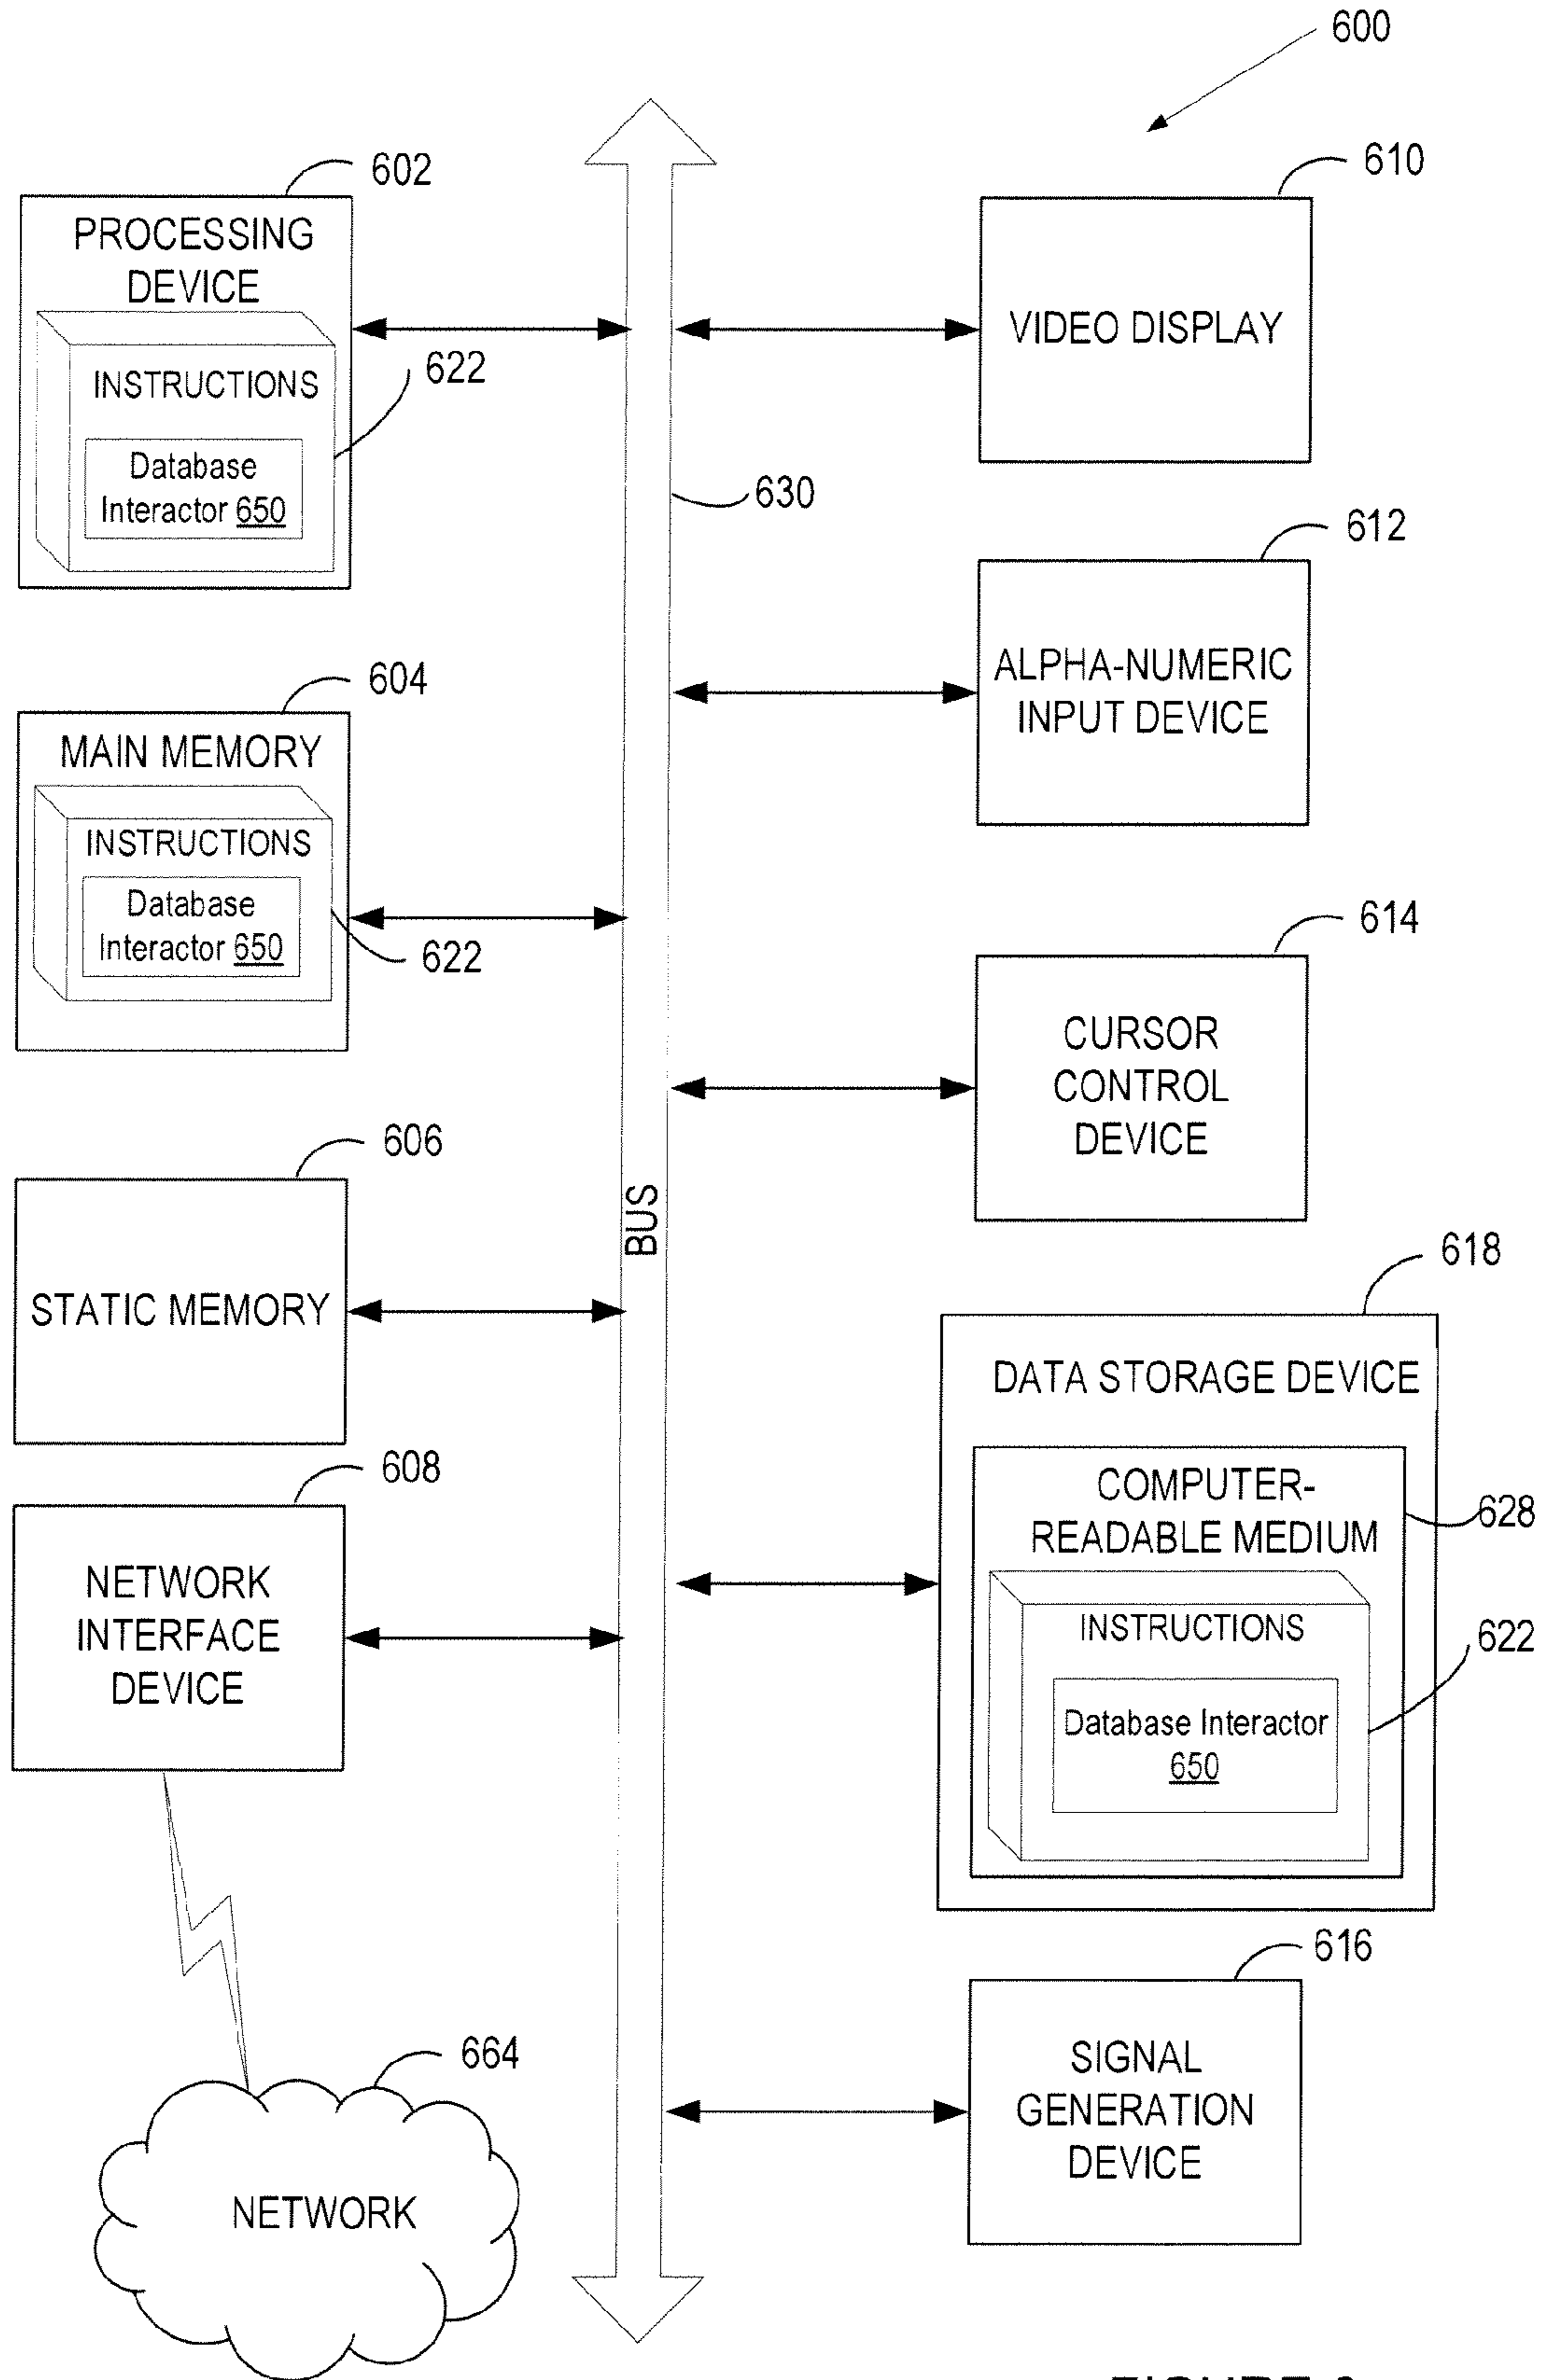 600
602
PROCESSING
DEVICE
INSTRUCTIONS
622
Database
Interactor 650
604
MAIN MEMORY
INSTRUCTIONS
Database
Interactor 650
622
606
STATIC MEMORY
608
NETWORK
INTERFACE
DEVICE
664
NETWORK
BUS
630
610
VIDEO DISPLAY
612
ALPHA-NUMERIC
INPUT DEVICE
614
CURSOR
CONTROL
DEVICE
618
DATA STORAGE DEVICE
COMPUTER-
READABLE MEDIUM
628
INSTRUCTIONS
622
Database Interactor
650
616
SIGNAL
GENERATION
DEVICE